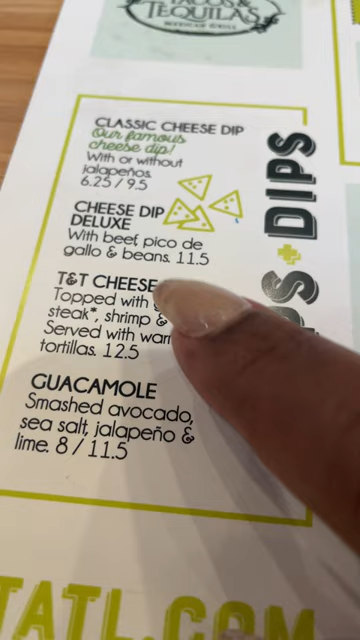 TACOS &
TEQUILAS
MEXICAN GRILL
CLASSIC CHEESE DIP
Our famous
cheese dip!
With or without
jalapeños.
6.25 / 9.5
CHEESE DIP
DELUXE
With beef, pico de
gallo & beans. 11.5
T&T CHEESE
Topped with
steak*, shrimp &
Served with
tortillas. 12.5
GUACAMOLE
Smashed avocado,
sea salt, jalapeño &
lime. 8 / 11.5
PS + DIPS
TATL.COM